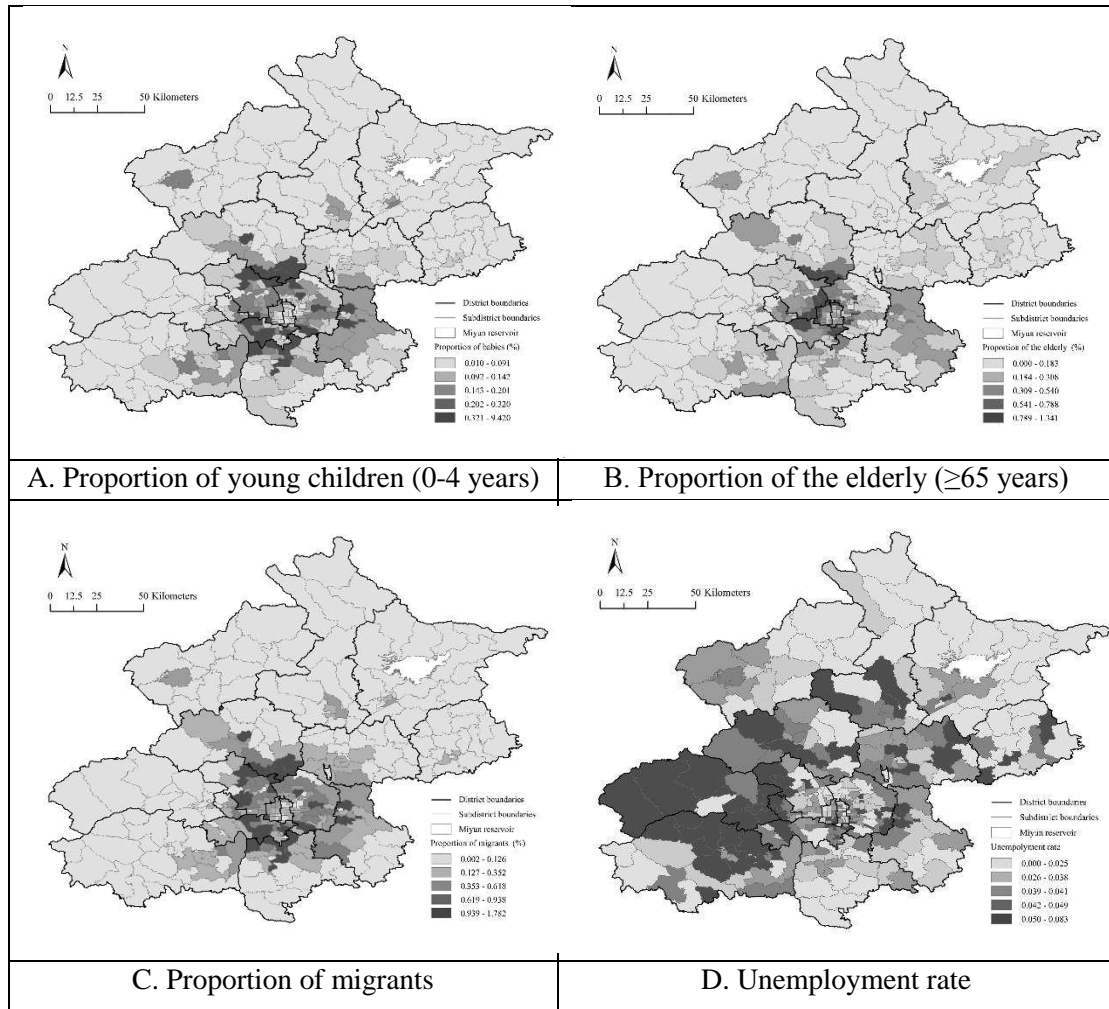 N
0 12.5 25 50 Kilometers
District boundaries
Subdistrict boundaries
Miyun reservoir
Proportion of babies (%)
0.010 - 0.091
0.092 - 0.142
0.143 - 0.201
0.202 - 0.320
0.321 - 9.420
A. Proportion of young children (0-4 years)
N
0 12.5 25 50 Kilometers
District boundaries
Subdistrict boundaries
Miyun reservoir
Proportion of the elderly (%)
0.000 - 0.183
0.184 - 0.308
0.309 - 0.540
0.541 - 0.788
0.789 - 1.341
B. Proportion of the elderly (≥65 years)
N
0 12.5 25 50 Kilometers
District boundaries
Subdistrict boundaries
Miyun reservoir
Proportion of migrants (%)
0.002 - 0.126
0.127 - 0.352
0.353 - 0.618
0.619 - 0.938
0.939 - 1.782
C. Proportion of migrants
N
0 12.5 25 50 Kilometers
District boundaries
Subdistrict boundaries
Miyun reservoir
Unemployment rate
0.000 - 0.025
0.026 - 0.038
0.039 - 0.041
0.042 - 0.049
0.050 - 0.083
D. Unemployment rate